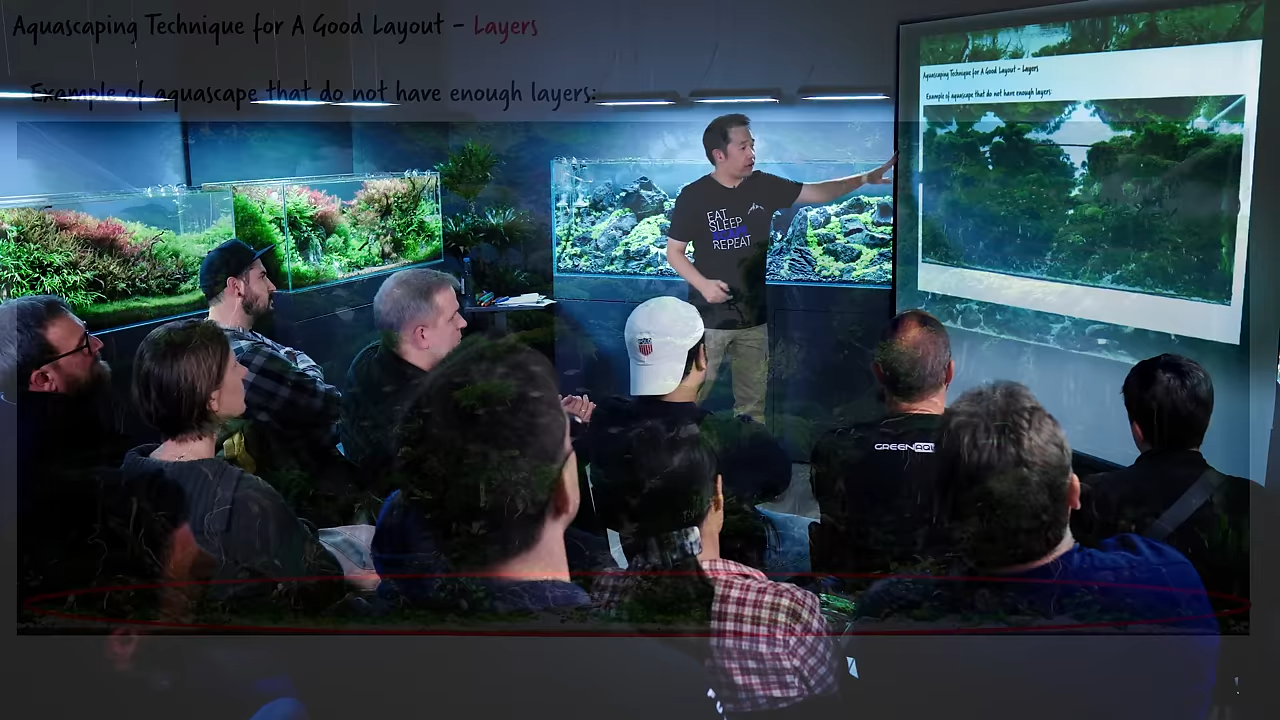 Aquascaping Technique for A Good Layout - Layers
Example of aquascape that do not have enough layers:
Aquascaping Technique for A Good Layout - Layers
Example of aquascape that do not have enough layers:
EAT
SLEEP
REPEAT
GREENAQUA